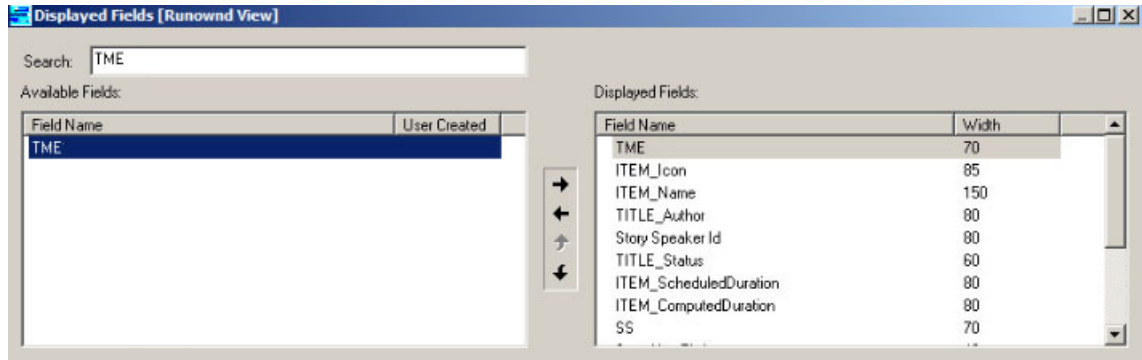 Displayed Fields [Runownd View]
Search: TME
Available Fields:
Field Name User Created
TME
Displayed Fields:
Field Name Width
TME 70
ITEM_Icon 85
ITEM_Name 150
TITLE_Author 80
Story Speaker Id 80
TITLE_Status 60
ITEM_ScheduledDuration 80
ITEM_ComputedDuration 80
SS 70